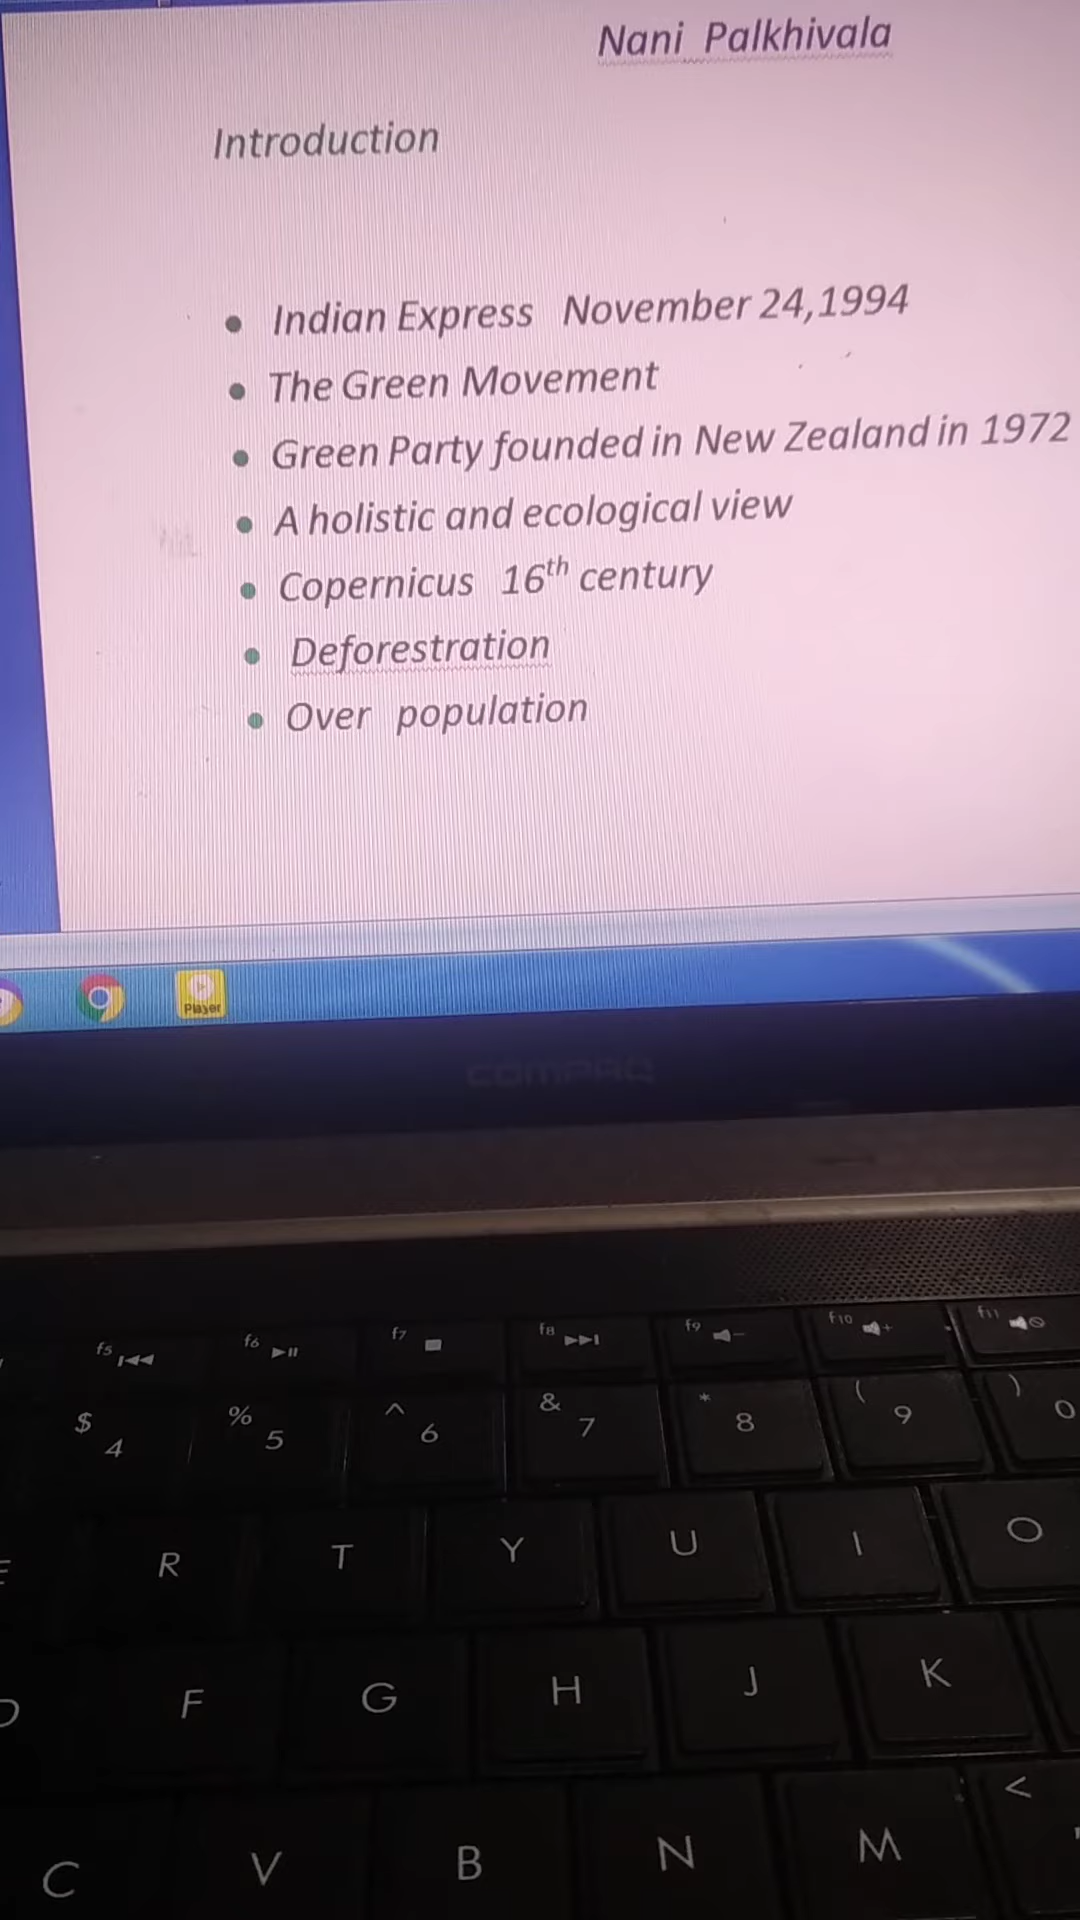 Nani Palkhivala
Introduction
• Indian Express November 24,1994
• The Green Movement
• Green Party founded in New Zealand in 1972
• A holistic and ecological view
• Copernicus 16th century
• Deforestration
• Over population
Player
COMPAQ
f5 f6 f7 f8 f9 f10 f11
$ % ^ & * ( )
4 5 6 7 8 9 0
R T Y U I O
F G H J K
<
C V B N M